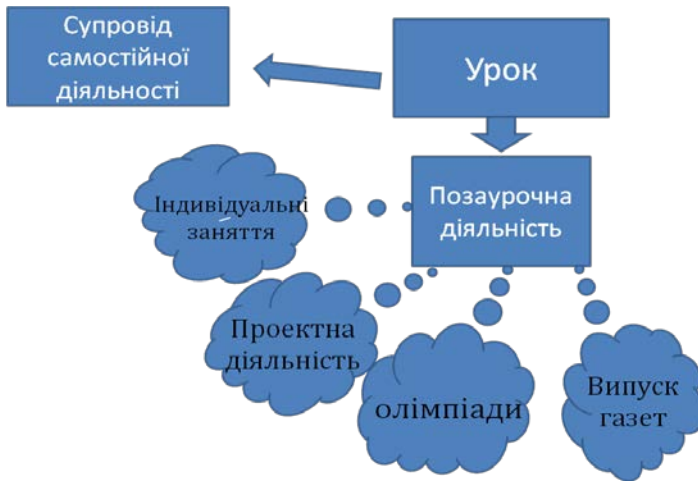 Супровід
самостійної
діяльності
Урок
Позаурочна
діяльність
Індивідуальні
заняття
Проектна
діяльність
олімпіади
Випуск
газет